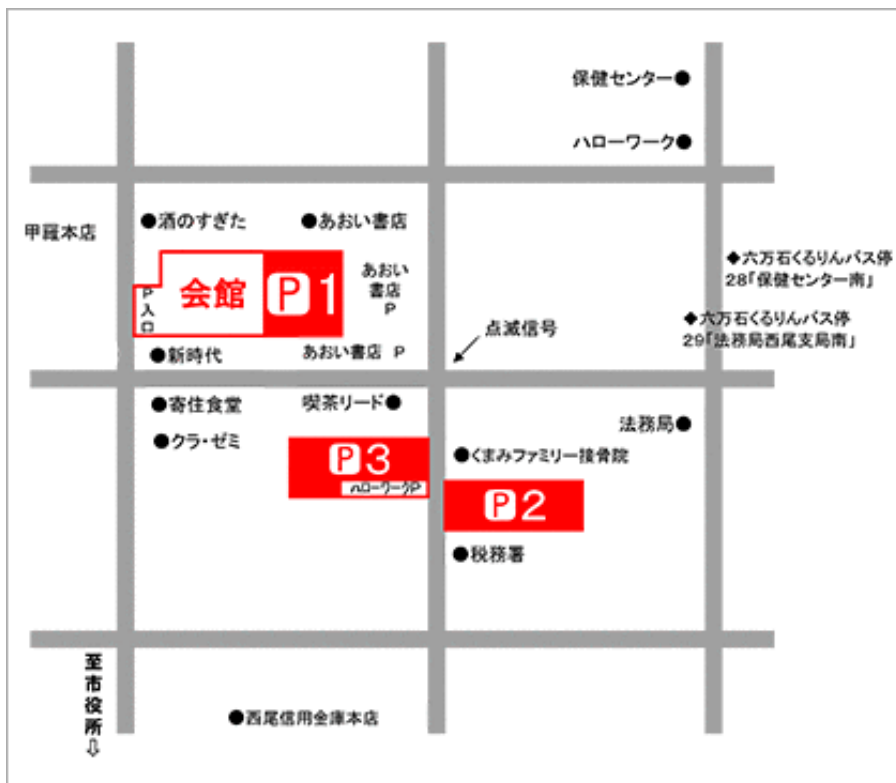 保健センター●
ハローワーク●
●酒のすぎた
●あおい書店
甲羅本店
◆六万石くるりんバス停
28「保健センター南」
会館
P1
あおい
書店
P
P
入
口
◆六万石くるりんバス停
29「法務局西尾支局南」
点滅信号
●新時代
あおい書店 P
●寄住食堂
喫茶リード●
法務局●
●クラ・ゼミ
P3
ハローワークP
●くまみファミリー接骨院
P2
●税務署
至
市
役
所
⇩
●西尾信用金庫本店